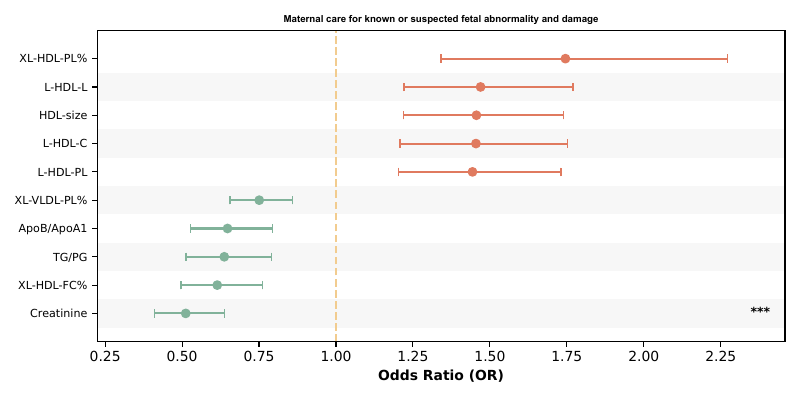 Maternal care for known or suspected fetal abnormality and damage
XL-HDL-PL%
L-HDL-L
HDL-size
L-HDL-C
L-HDL-PL
XL-VLDL-PL%
ApoB/ApoA1
TG/PG
XL-HDL-FC%
Creatinine ***
0.25 0.50 0.75 1.00 1.25 1.50 1.75 2.00 2.25
Odds Ratio (OR)